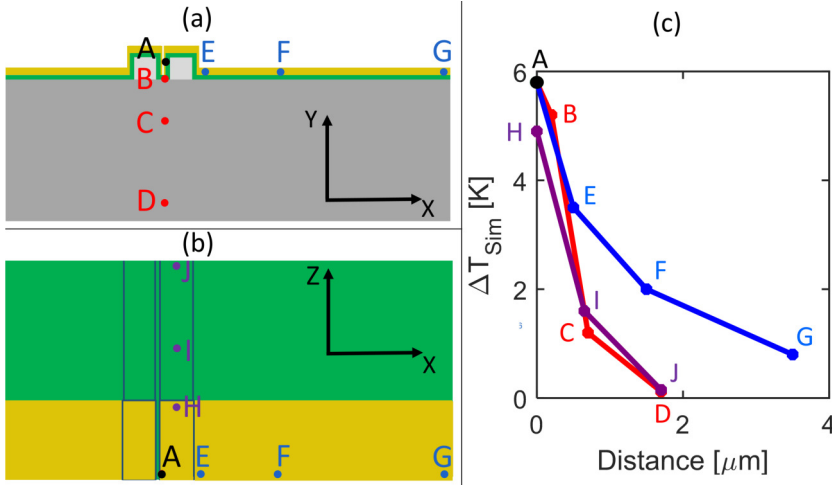 (a)
A
E
F
G
B
C
D
Y
X
(b)
J
I
H
A
E
F
G
Z
X
(c)
A
6
B
H
4
E
ΔT_Sim [K]
F
2
I
G
C
J
0
D
0
2
4
Distance [μm]